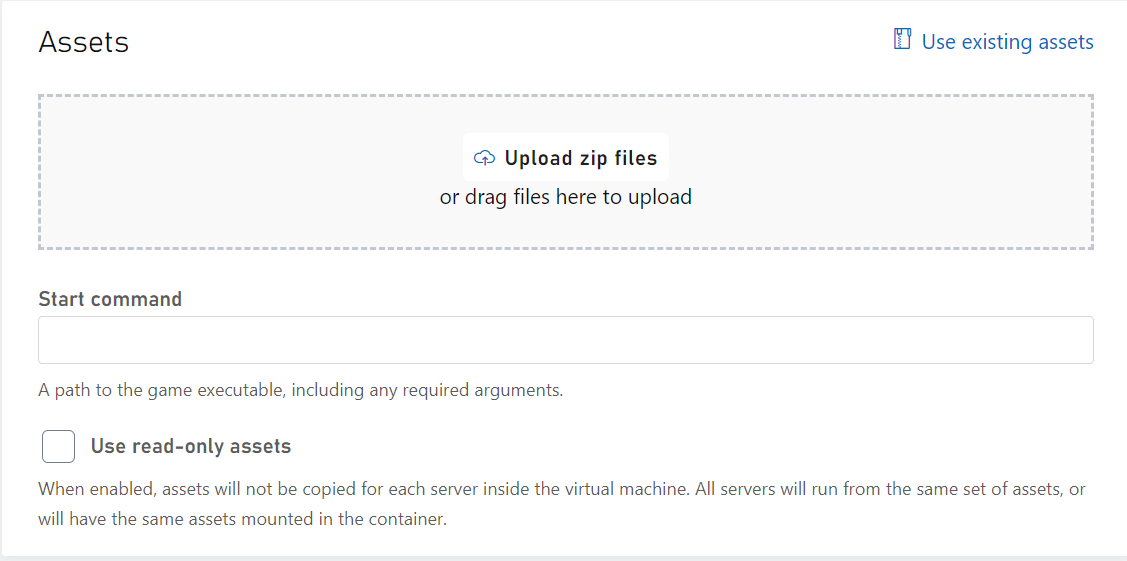 Assets
Use existing assets
Upload zip files
or drag files here to upload
Start command
A path to the game executable, including any required arguments.
Use read-only assets
When enabled, assets will not be copied for each server inside the virtual machine. All servers will run from the same set of assets, or
will have the same assets mounted in the container.